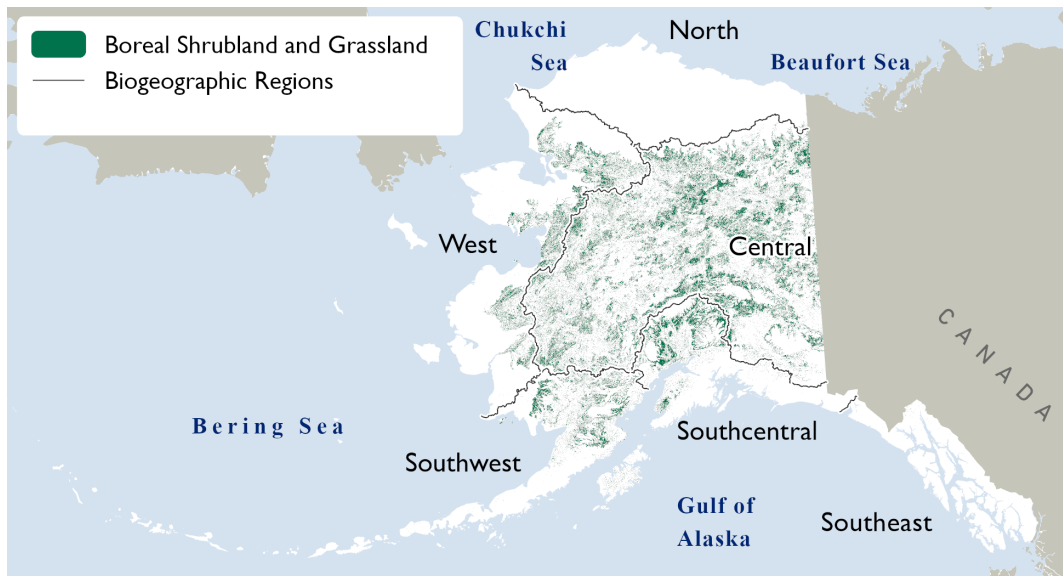 Boreal Shrubland and Grassland
Biogeographic Regions
Chukchi
Sea
North
Beaufort Sea
West
Central
CANADA
Bering Sea
Southwest
Southcentral
Gulf of
Alaska
Southeast